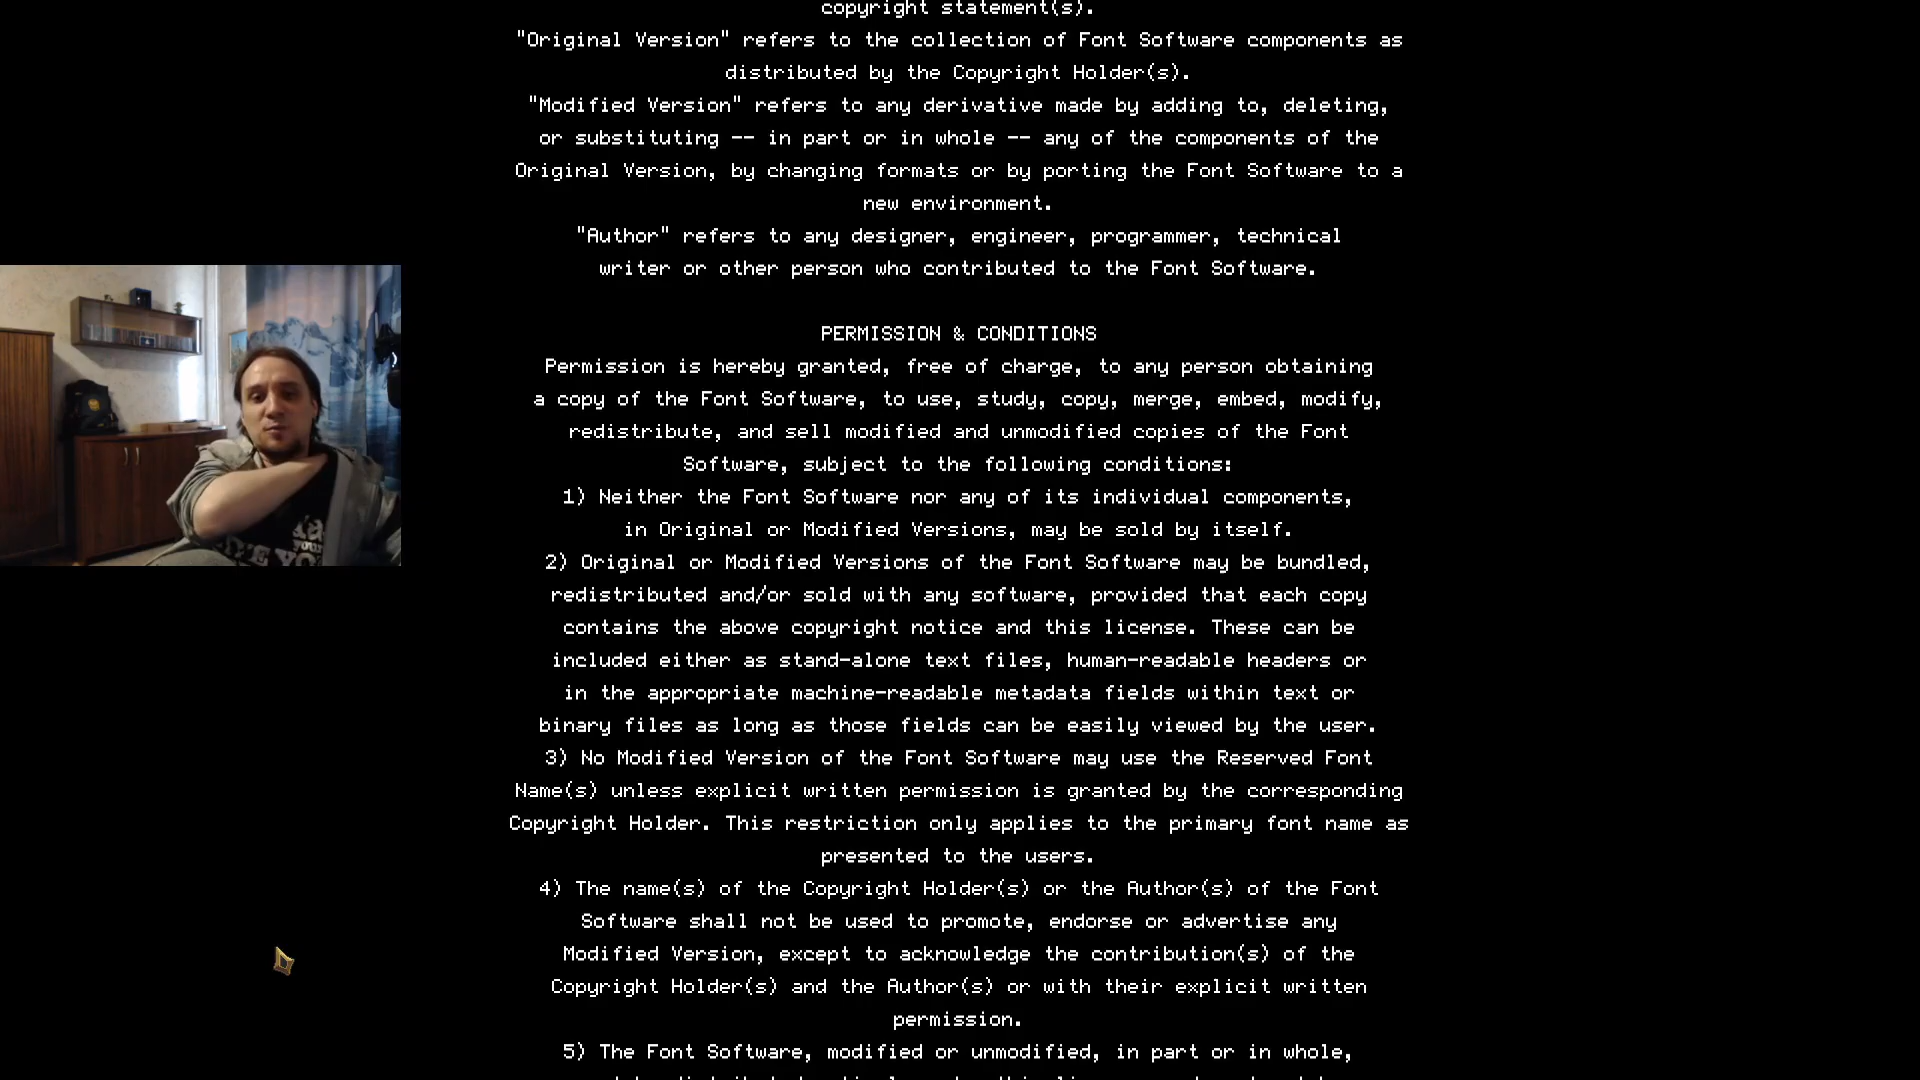 copyright statement(s).
"Original Version" refers to the collection of Font Software components as
distributed by the Copyright Holder(s).
"Modified Version" refers to any derivative made by adding to, deleting,
or substituting -- in part or in whole -- any of the components of the
Original Version, by changing formats or by porting the Font Software to a
new environment.
"Author" refers to any designer, engineer, programmer, technical
writer or other person who contributed to the Font Software.
PERMISSION & CONDITIONS
Permission is hereby granted, free of charge, to any person obtaining
a copy of the Font Software, to use, study, copy, merge, embed, modify,
redistribute, and sell modified and unmodified copies of the Font
Software, subject to the following conditions:
1) Neither the Font Software nor any of its individual components,
in Original or Modified Versions, may be sold by itself.
2) Original or Modified Versions of the Font Software may be bundled,
redistributed and/or sold with any software, provided that each copy
contains the above copyright notice and this license. These can be
included either as stand-alone text files, human-readable headers or
in the appropriate machine-readable metadata fields within text or
binary files as long as those fields can be easily viewed by the user.
3) No Modified Version of the Font Software may use the Reserved Font
Name(s) unless explicit written permission is granted by the corresponding
Copyright Holder. This restriction only applies to the primary font name as
presented to the users.
4) The name(s) of the Copyright Holder(s) or the Author(s) of the Font
Software shall not be used to promote, endorse or advertise any
Modified Version, except to acknowledge the contribution(s) of the
Copyright Holder(s) and the Author(s) or with their explicit written
permission.
5) The Font Software, modified or unmodified, in part or in whole,